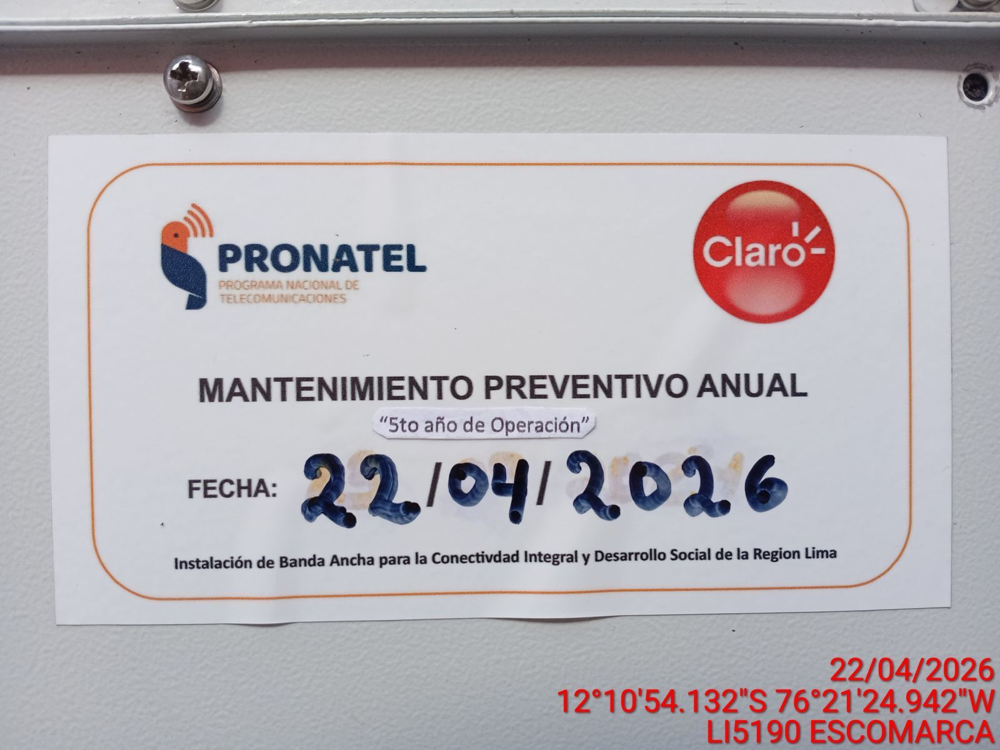 PRONATEL
PROGRAMA NACIONAL DE
TELECOMUNICACIONES
Claro
MANTENIMIENTO PREVENTIVO ANUAL
“5to año de Operación”
FECHA: 22/04/2026
Instalación de Banda Ancha para la Conectivdad Integral y Desarrollo Social de la Region Lima
22/04/2026
12°10'54.132"S 76°21'24.942"W
LI5190 ESCOMARCA